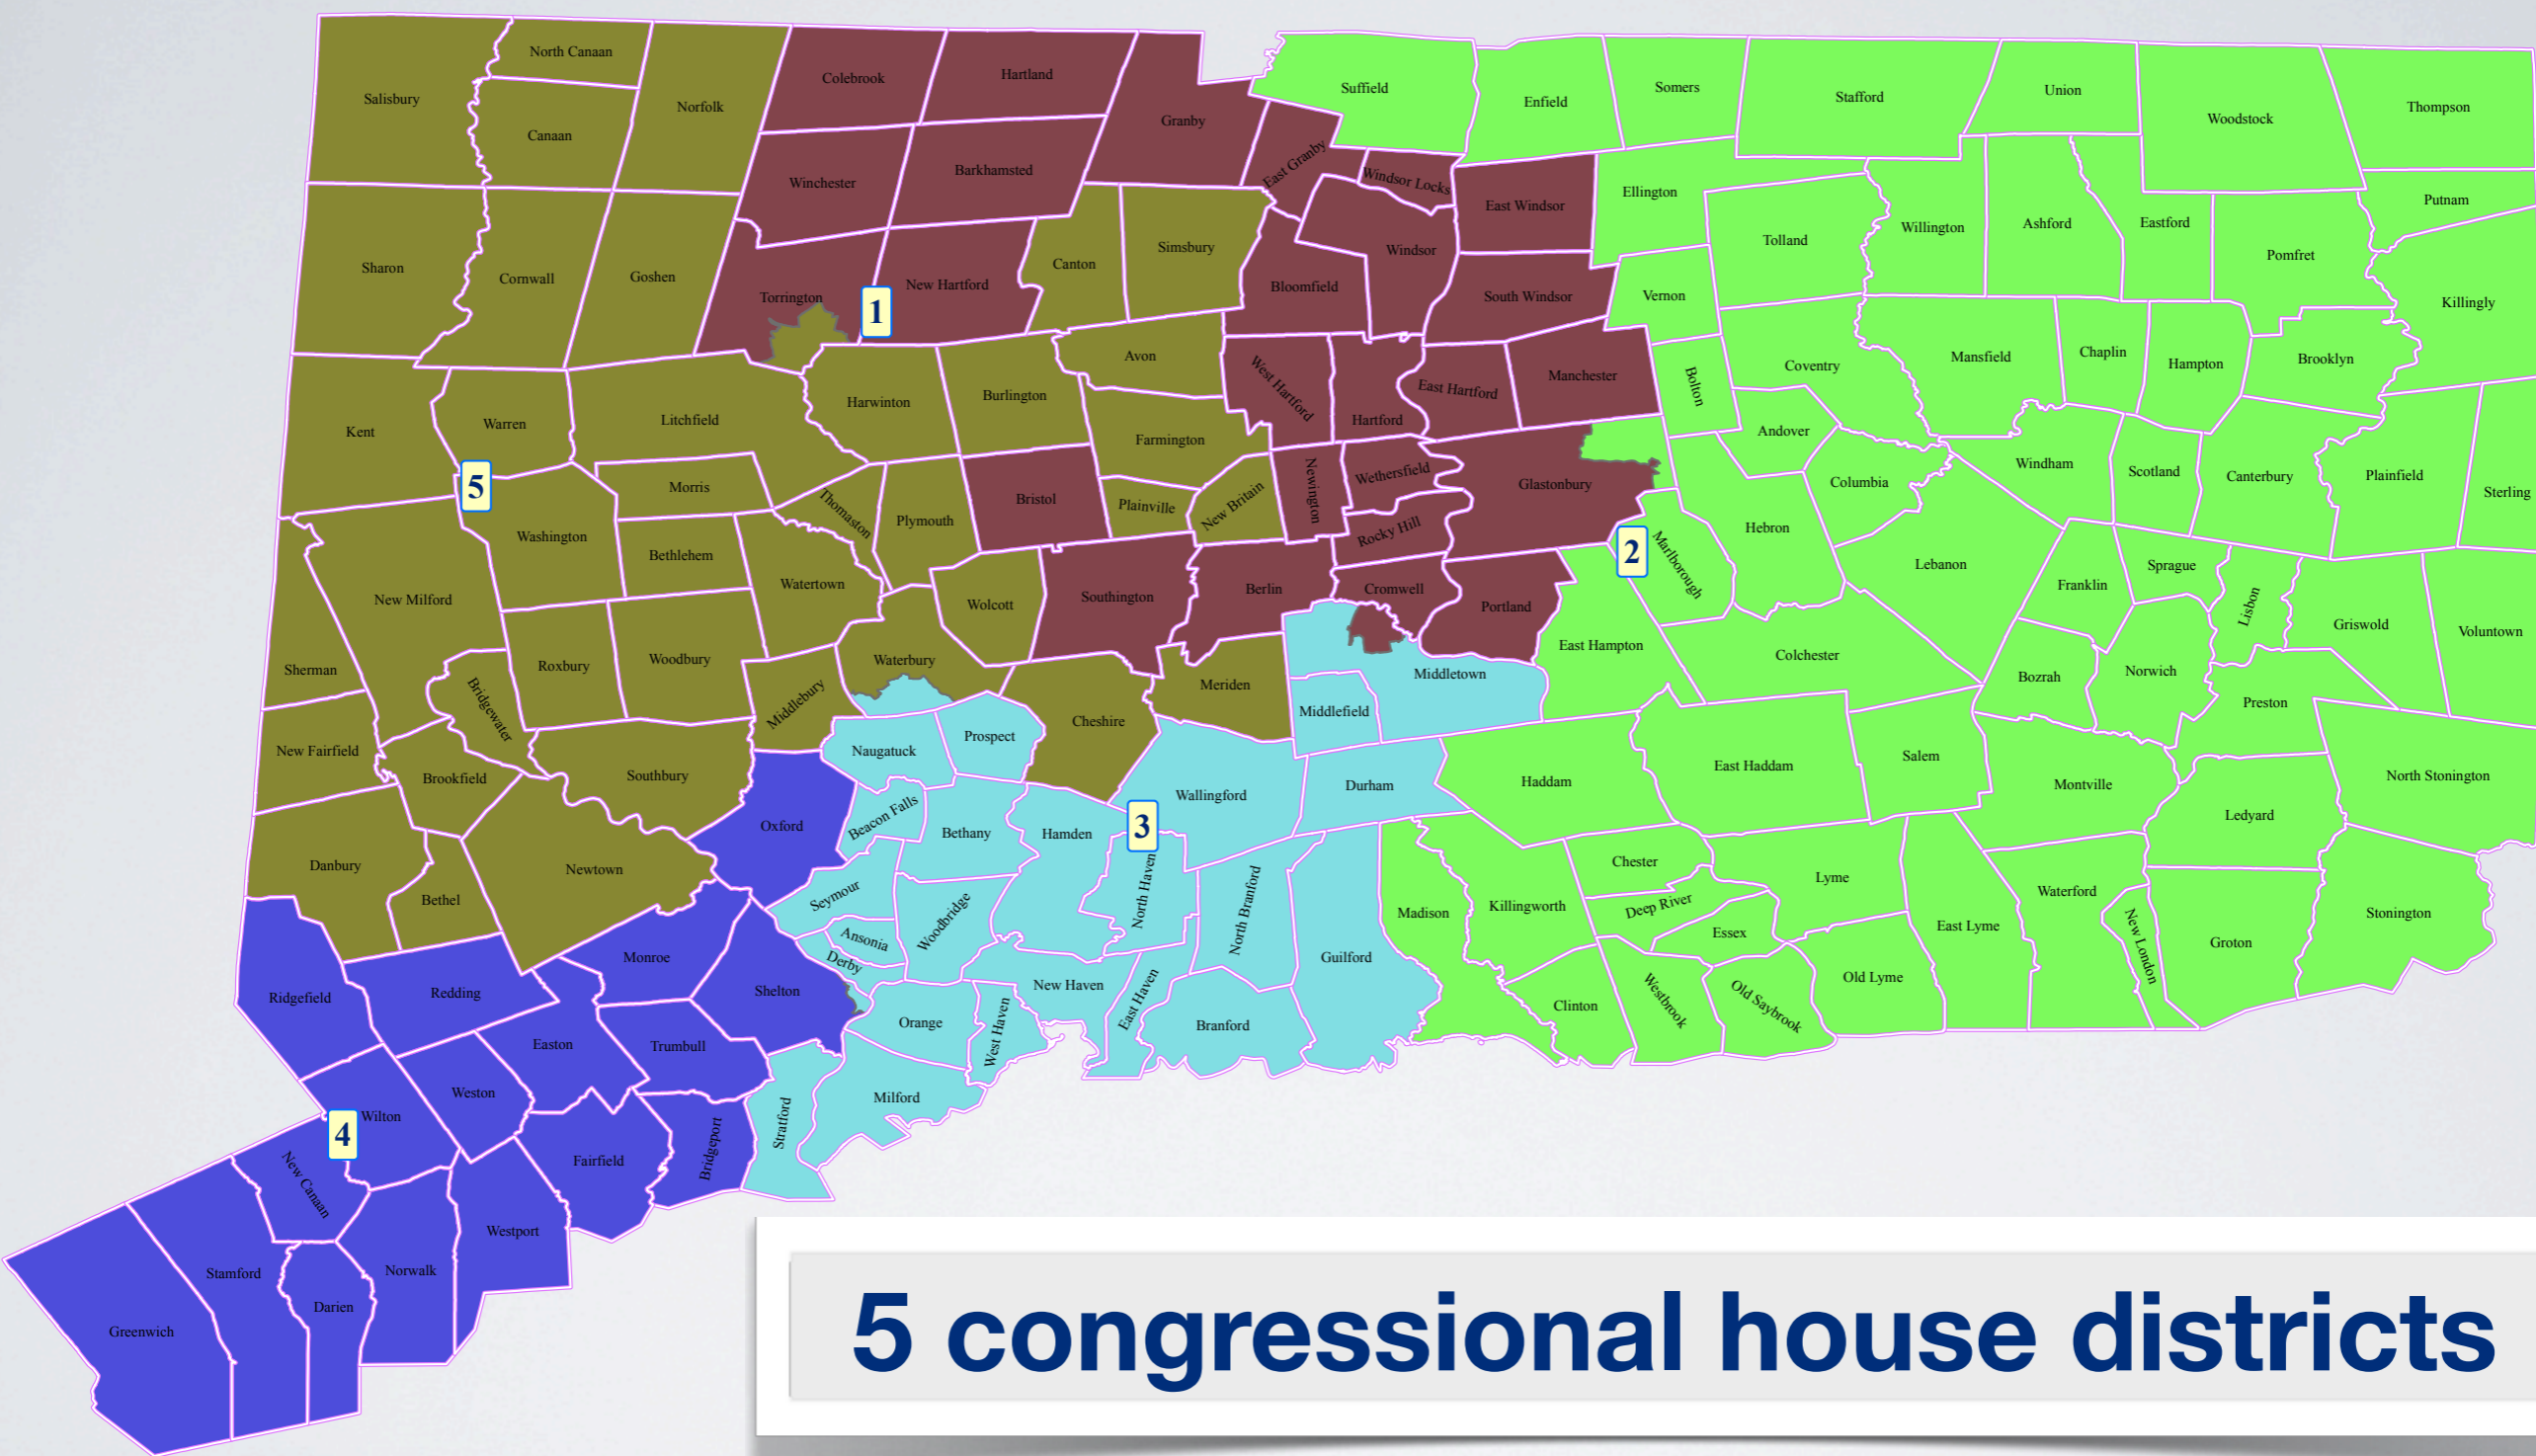 North Canaan
Salisbury
Canaan
Norfolk
Colebrook
Hartland
Granby
Suffield
Enfield
Somers
Stafford
Union
Woodstock
Thompson
Winchester
Barkhamsted
East Granby
Windsor Locks
East Windsor
Ellington
Tolland
Willington
Ashford
Eastford
Pomfret
Putnam
Killingly
Sharon
Cornwall
Goshen
Torrington
1
New Hartford
Canton
Simsbury
Bloomfield
Windsor
South Windsor
Vernon
Coventry
Mansfield
Chaplin
Hampton
Brooklyn
Kent
Warren
Litchfield
Harwinton
Burlington
Avon
Farmington
West Hartford
Hartford
East Hartford
Manchester
Bolton
Andover
Columbia
Windham
Scotland
Canterbury
Plainfield
Sterling
5
Washington
Morris
Bethlehem
Thomaston
Plymouth
Bristol
Plainville
New Britain
Newington
Wethersfield
Rocky Hill
Glastonbury
2
Marlborough
Hebron
Lebanon
Franklin
Sprague
Lisbon
Griswold
Voluntown
Sherman
New Milford
Roxbury
Woodbury
Watertown
Wolcott
Southington
Berlin
Cromwell
Portland
East Hampton
Colchester
Bozrah
Norwich
Preston
Bridgewater
Middlebury
Waterbury
Cheshire
Meriden
Middlefield
Middletown
New Fairfield
Brookfield
Southbury
Naugatuck
Prospect
Wallingford
Durham
Haddam
East Haddam
Salem
Montville
North Stonington
Ledyard
Danbury
Bethel
Newtown
Oxford
Beacon Falls
Bethany
Hamden
3
North Haven
North Branford
Guilford
Madison
Killingworth
Chester
Deep River
Essex
Lyme
East Lyme
Waterford
New London
Groton
Stonington
Seymour
Ansonia
Derby
Woodbridge
Ridgefield
Redding
Monroe
Shelton
Orange
West Haven
New Haven
East Haven
Branford
Clinton
Westbrook
Old Saybrook
Old Lyme
Easton
Trumbull
Weston
Wilton
4
New Canaan
Fairfield
Bridgeport
Stratford
Milford
Westport
Norwalk
Stamford
Darien
Greenwich
5 congressional house districts